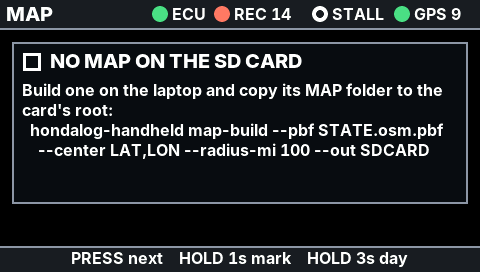 MAP ECU REC 14 STALL GPS 9
NO MAP ON THE SD CARD
Build one on the laptop and copy its MAP folder to the
card's root:
hondalog-handheld map-build --pbf STATE.osm.pbf
--center LAT,LON --radius-mi 100 --out SDCARD
PRESS next HOLD 1s mark HOLD 3s day